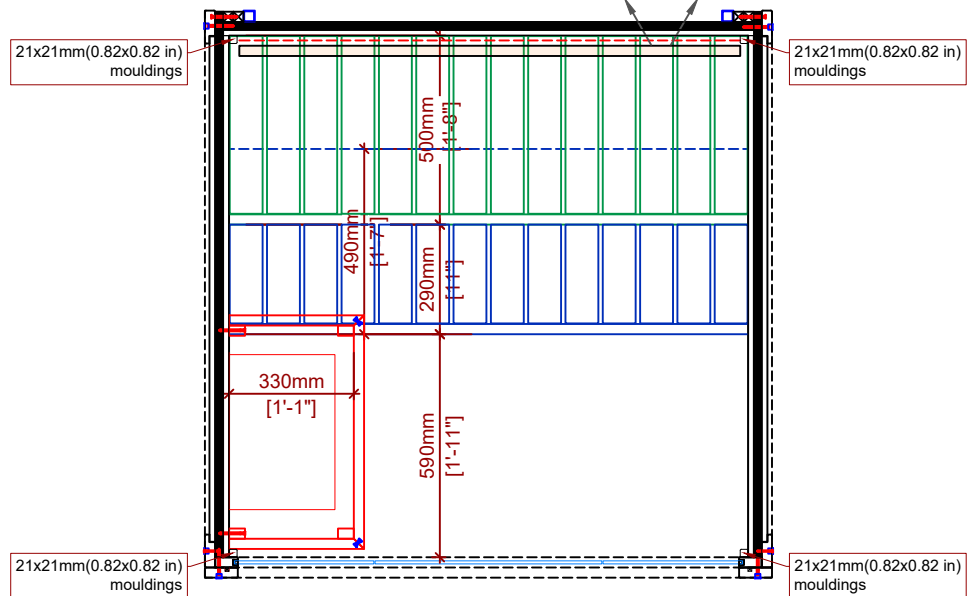 21x21mm(0.82x0.82 in)
mouldings
21x21mm(0.82x0.82 in)
mouldings
500mm
[1'-8"]
490mm
[1'-7"]
290mm
[11"]
330mm
[1'-1"]
590mm
[1'-11"]
21x21mm(0.82x0.82 in)
mouldings
21x21mm(0.82x0.82 in)
mouldings